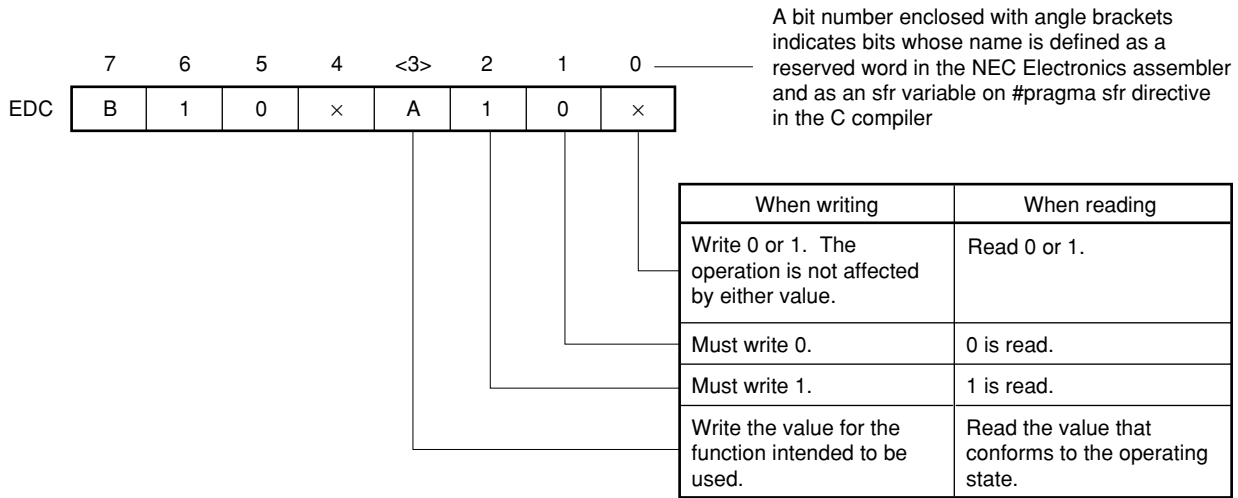 A bit number enclosed with angle brackets
indicates bits whose name is defined as a
reserved word in the NEC Electronics assembler
and as an sfr variable on #pragma sfr directive
in the C compiler
7 6 5 4 <3> 2 1 0
EDC B 1 0 × A 1 0 ×
When writing When reading
Write 0 or 1. The
operation is not affected
by either value.
Read 0 or 1.
Must write 0. 0 is read.
Must write 1. 1 is read.
Write the value for the
function intended to be
used.
Read the value that
conforms to the operating
state.